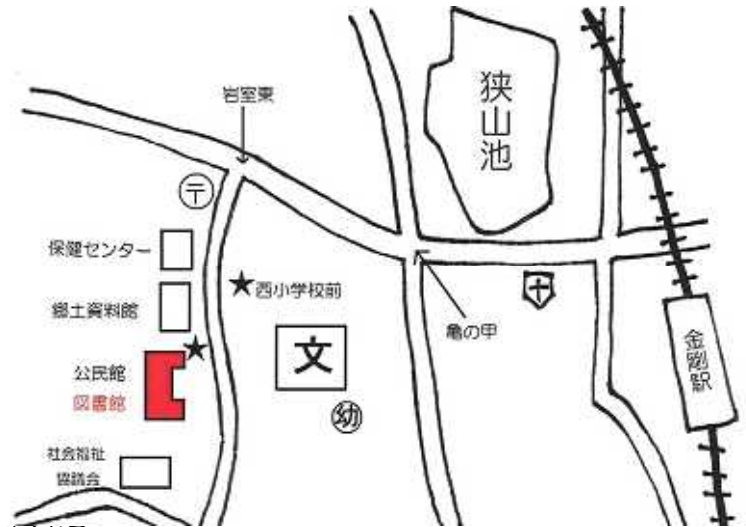 岩室東
狭山池
〒
保健センター
西小学校前
郷土資料館
亀の甲
文
金剛駅
公民館
図書館
幼
社会福祉
協議会